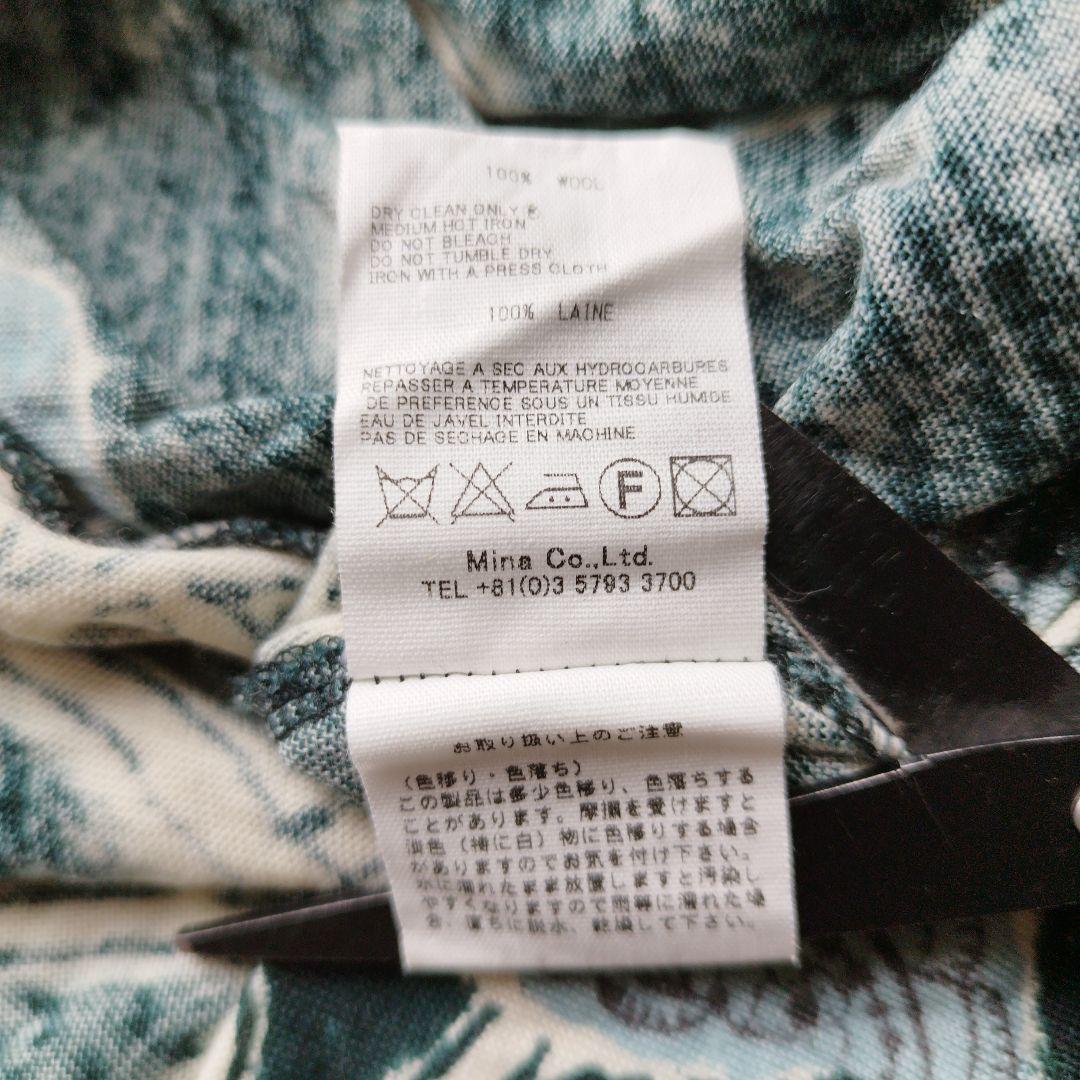 100% WOOL
DRY CLEAN ONLY Ⓕ
MEDIUM HOT IRON
DO NOT BLEACH
DO NOT TUMBLE DRY
IRON WITH A PRESS CLOTH
100% LAINE
NETTOYAGE A SEC AUX HYDROCARBURES
REPASSER A TEMPERATURE MOYENNE
DE PREFERENCE SOUS UN TISSU HUMIDE
EAU DE JAVEL INTERDITE
PAS DE SECHAGE EN MACHINE
F
Mina Co.,Ltd.
TEL +81(0)3 5793 3700
お取り扱い上のご注意
(色移り・色落ち)
この製品は多少色移り、色落ちする
ことがあります。摩擦を受けますと
淡色(特に白)物に色移りする場合
がありますのでお気を付け下さい。
水に濡れたまま放置しますと汚染し
やすくなりますので雨等に濡れた場
合、直ちに脱水、乾燥して下さい。